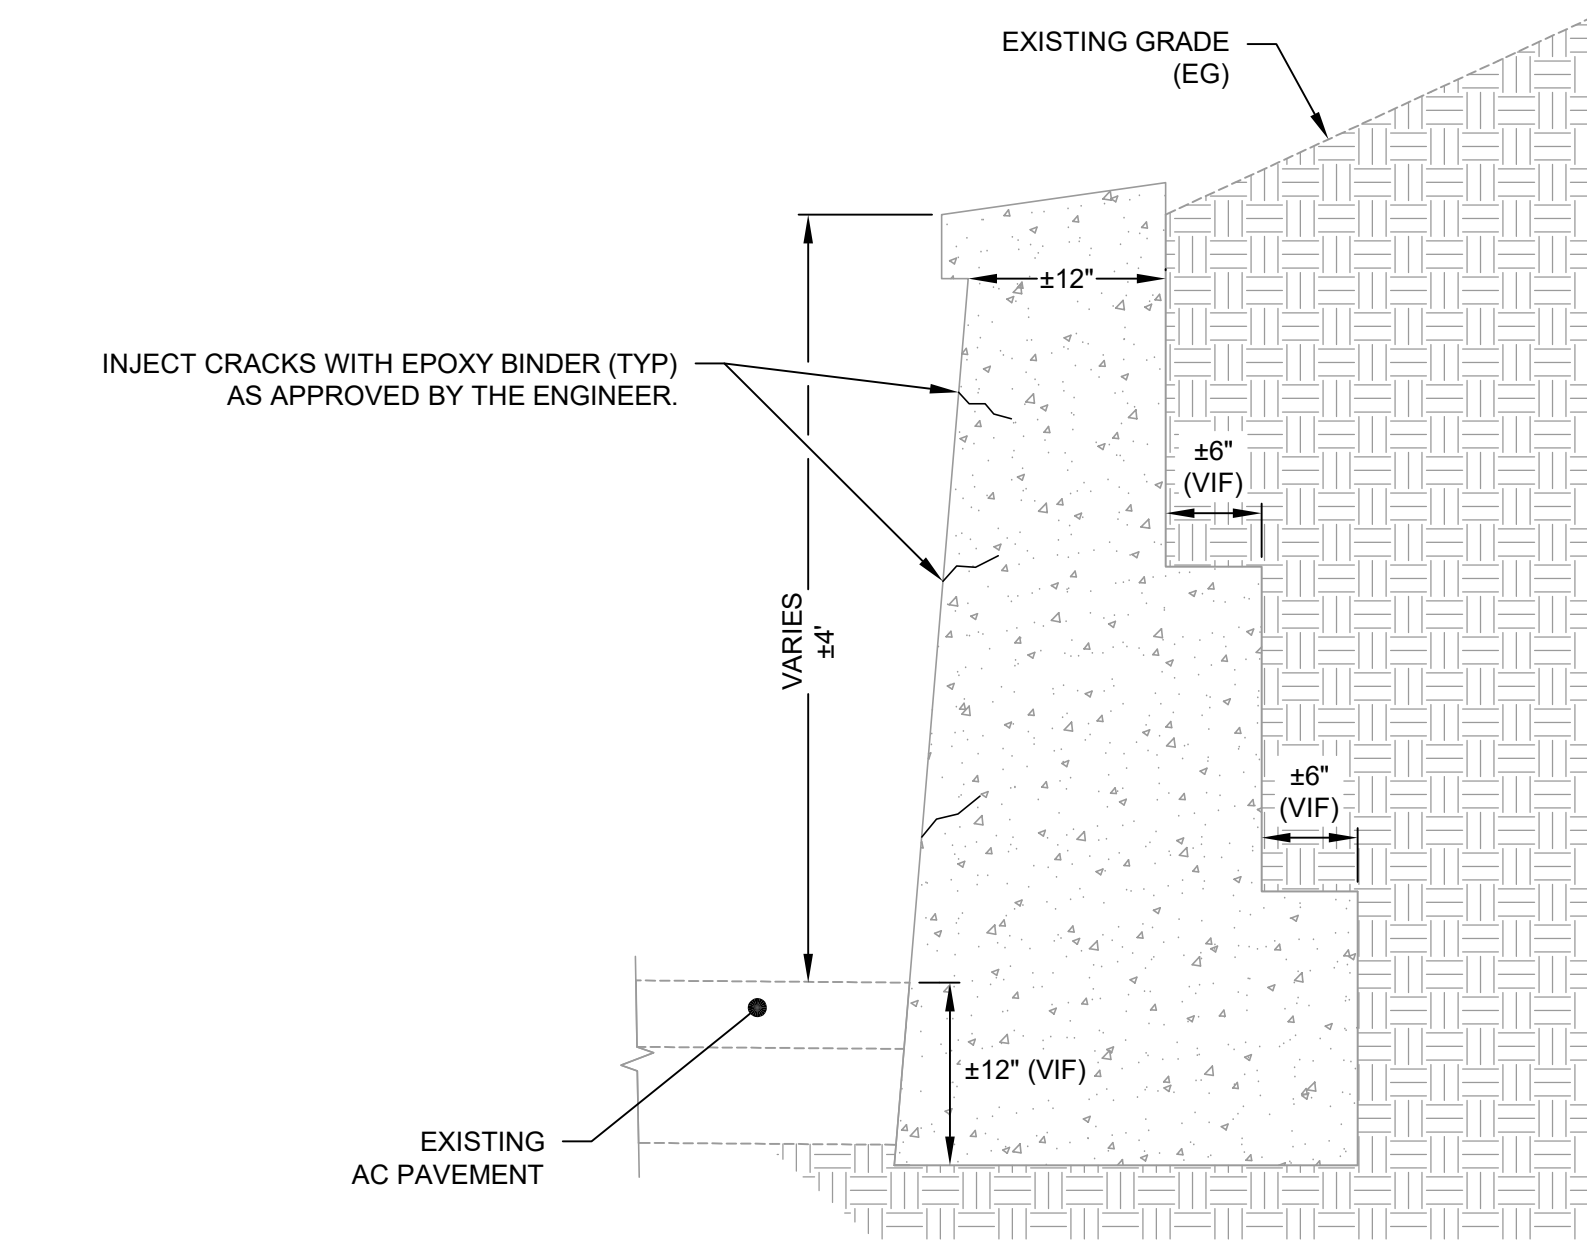 EXISTING GRADE
(EG)
±12"
INJECT CRACKS WITH EPOXY BINDER (TYP)
AS APPROVED BY THE ENGINEER.
±6"
(VIF)
VARIES
±4'
±6"
(VIF)
±12" (VIF)
EXISTING
AC PAVEMENT